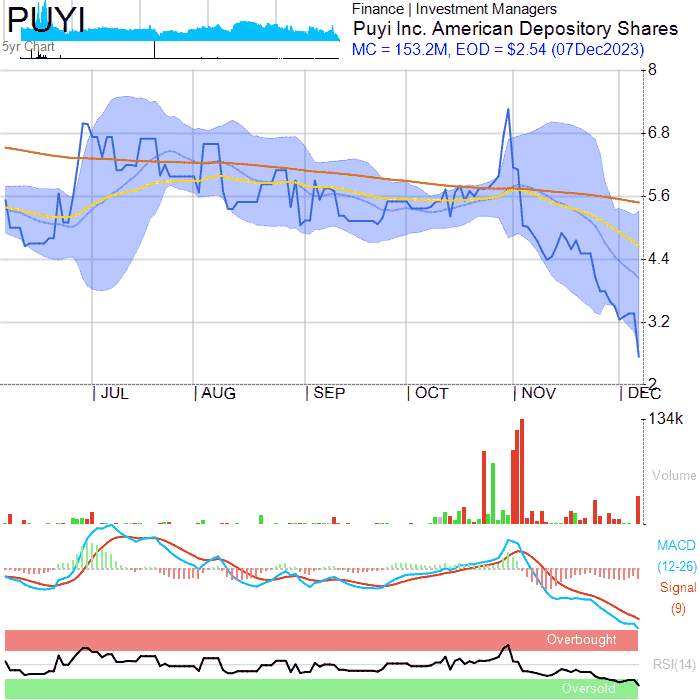 PUYI
5yr Chart
Finance | Investment Managers
Puyi Inc. American Depository Shares
MC = 153.2M, EOD = $2.54 (07Dec2023)
8
6.8
5.6
4.4
3.2
2
JUL AUG SEP OCT NOV DEC
134k
Volume
MACD
(12-26)
Signal
(9)
Overbought
RSI(14)
Oversold